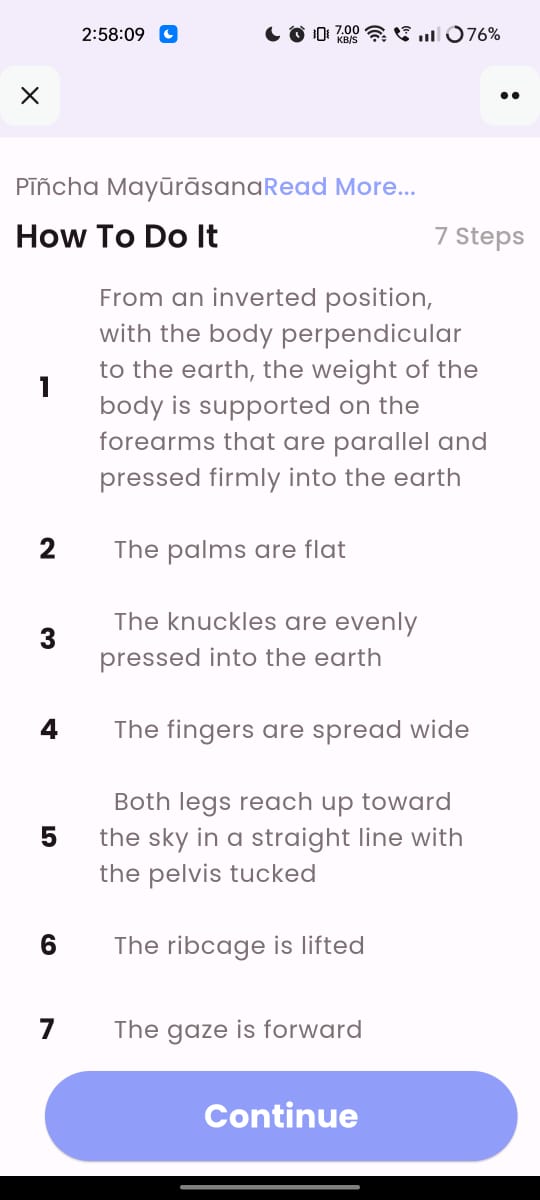 2:58:09 7.00 KB/S 76%
Pīñcha MayūrāsanaRead More...
How To Do It 7 Steps
From an inverted position,
with the body perpendicular
to the earth, the weight of the
1 body is supported on the
forearms that are parallel and
pressed firmly into the earth
2 The palms are flat
3 The knuckles are evenly
pressed into the earth
4 The fingers are spread wide
Both legs reach up toward
5 the sky in a straight line with
the pelvis tucked
6 The ribcage is lifted
7 The gaze is forward
Continue